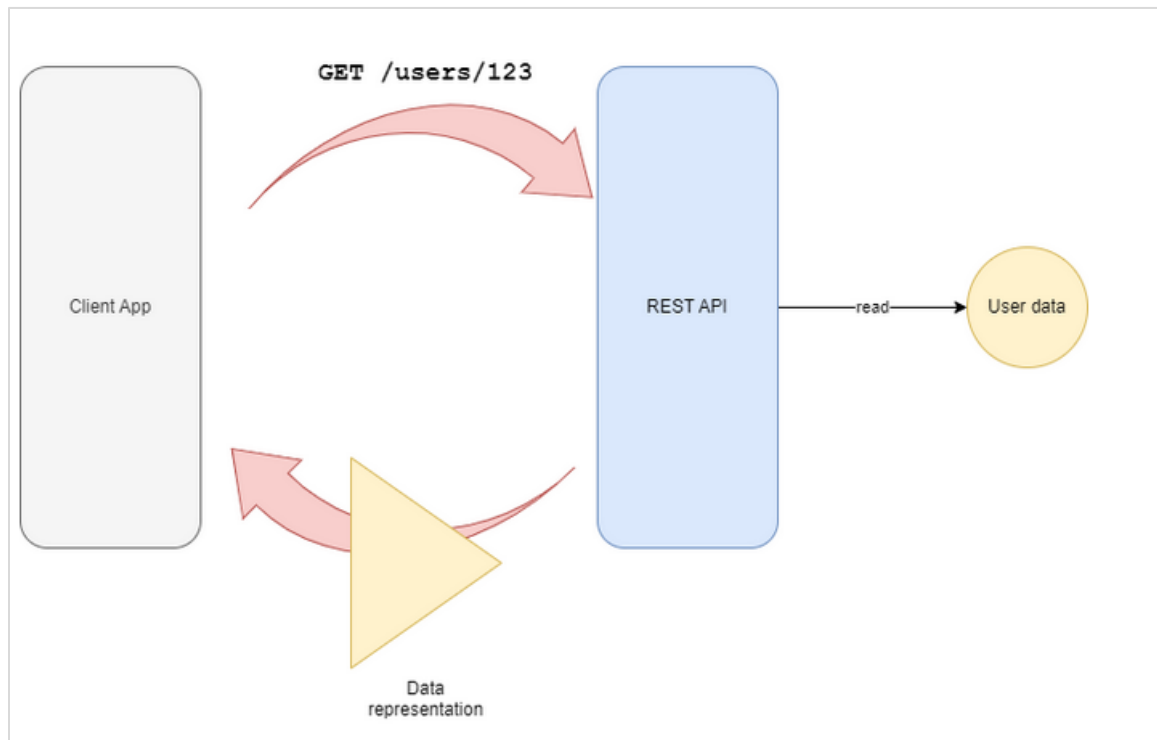 GET /users/123
Client App
REST API
read
User data
Data
representation